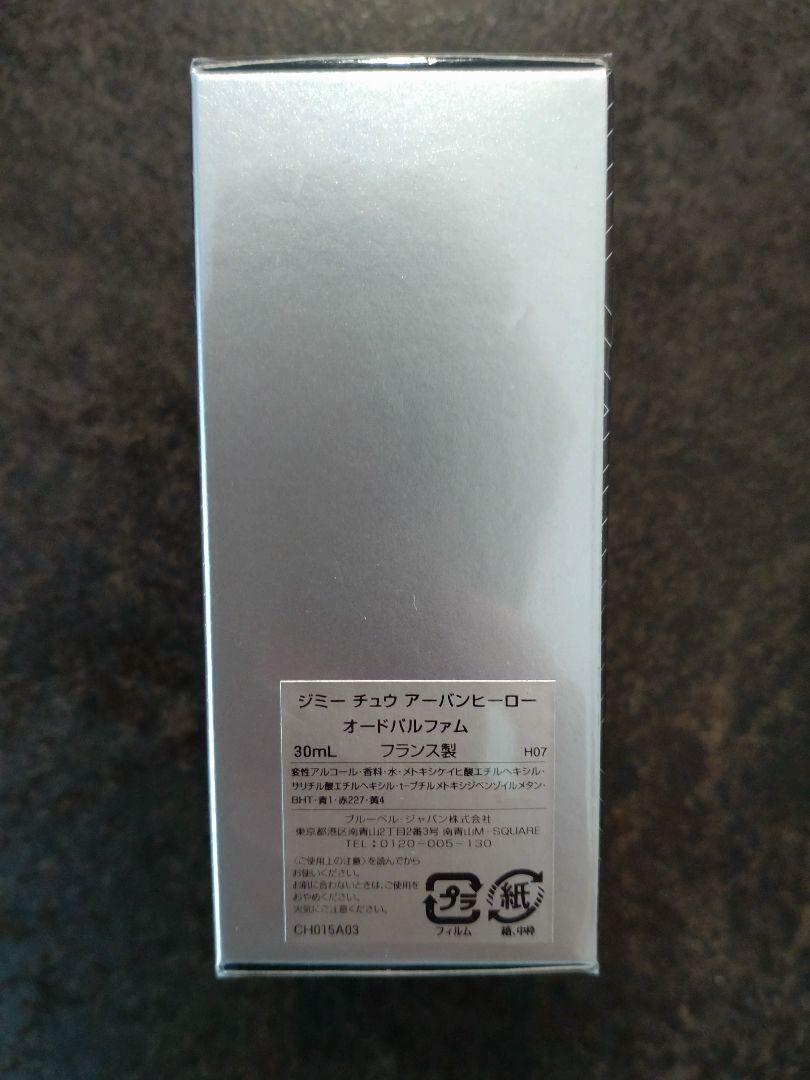 ジミー チュウ アーバンヒーロー
オードパルファム
30mL フランス製 H07
変性アルコール・香料・水・メトキシケイヒ酸エチルヘキシル・
サリチル酸エチルヘキシル・t-ブチルメトキシジベンゾイルメタン・
BHT・青1・赤227・黄4
ブルーベル・ジャパン株式会社
東京都港区南青山2丁目2番3号 南青山M-SQUARE
TEL:0120-005-130
〈ご使用上の注意〉を読んでから
お使いください。
お肌に合わないときは、ご使用を
おやめください。
火気にご注意ください。
プラ 紙
フィルム 箱、中枠
CH015A03